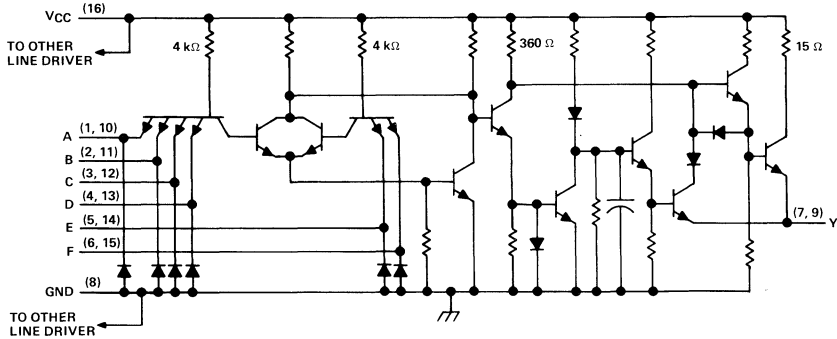 VCC (16)
TO OTHER
LINE DRIVER
4 kΩ
4 kΩ
360 Ω
15 Ω
A (1, 10)
B (2, 11)
C (3, 12)
D (4, 13)
E (5, 14)
F (6, 15)
(7, 9) Y
GND (8)
TO OTHER
LINE DRIVER